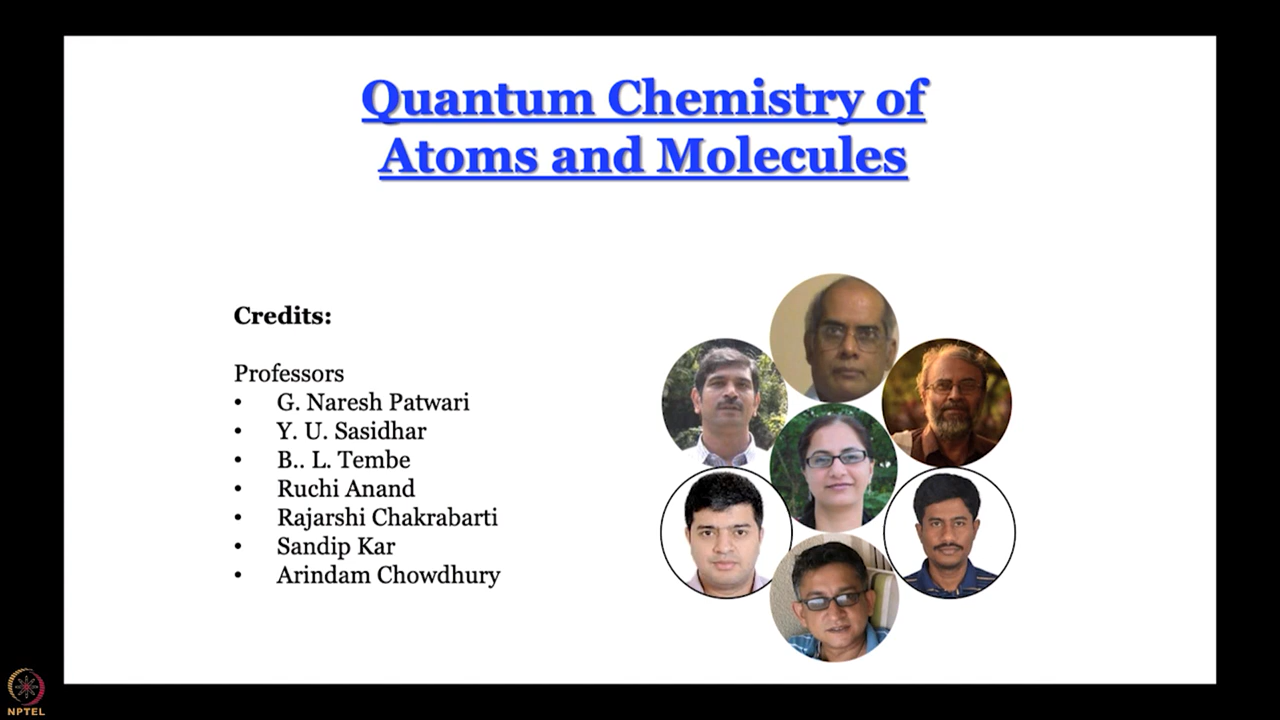 Quantum Chemistry of
Atoms and Molecules
Credits:
Professors
• G. Naresh Patwari
• Y. U. Sasidhar
• B.. L. Tembe
• Ruchi Anand
• Rajarshi Chakrabarti
• Sandip Kar
• Arindam Chowdhury
NPTEL